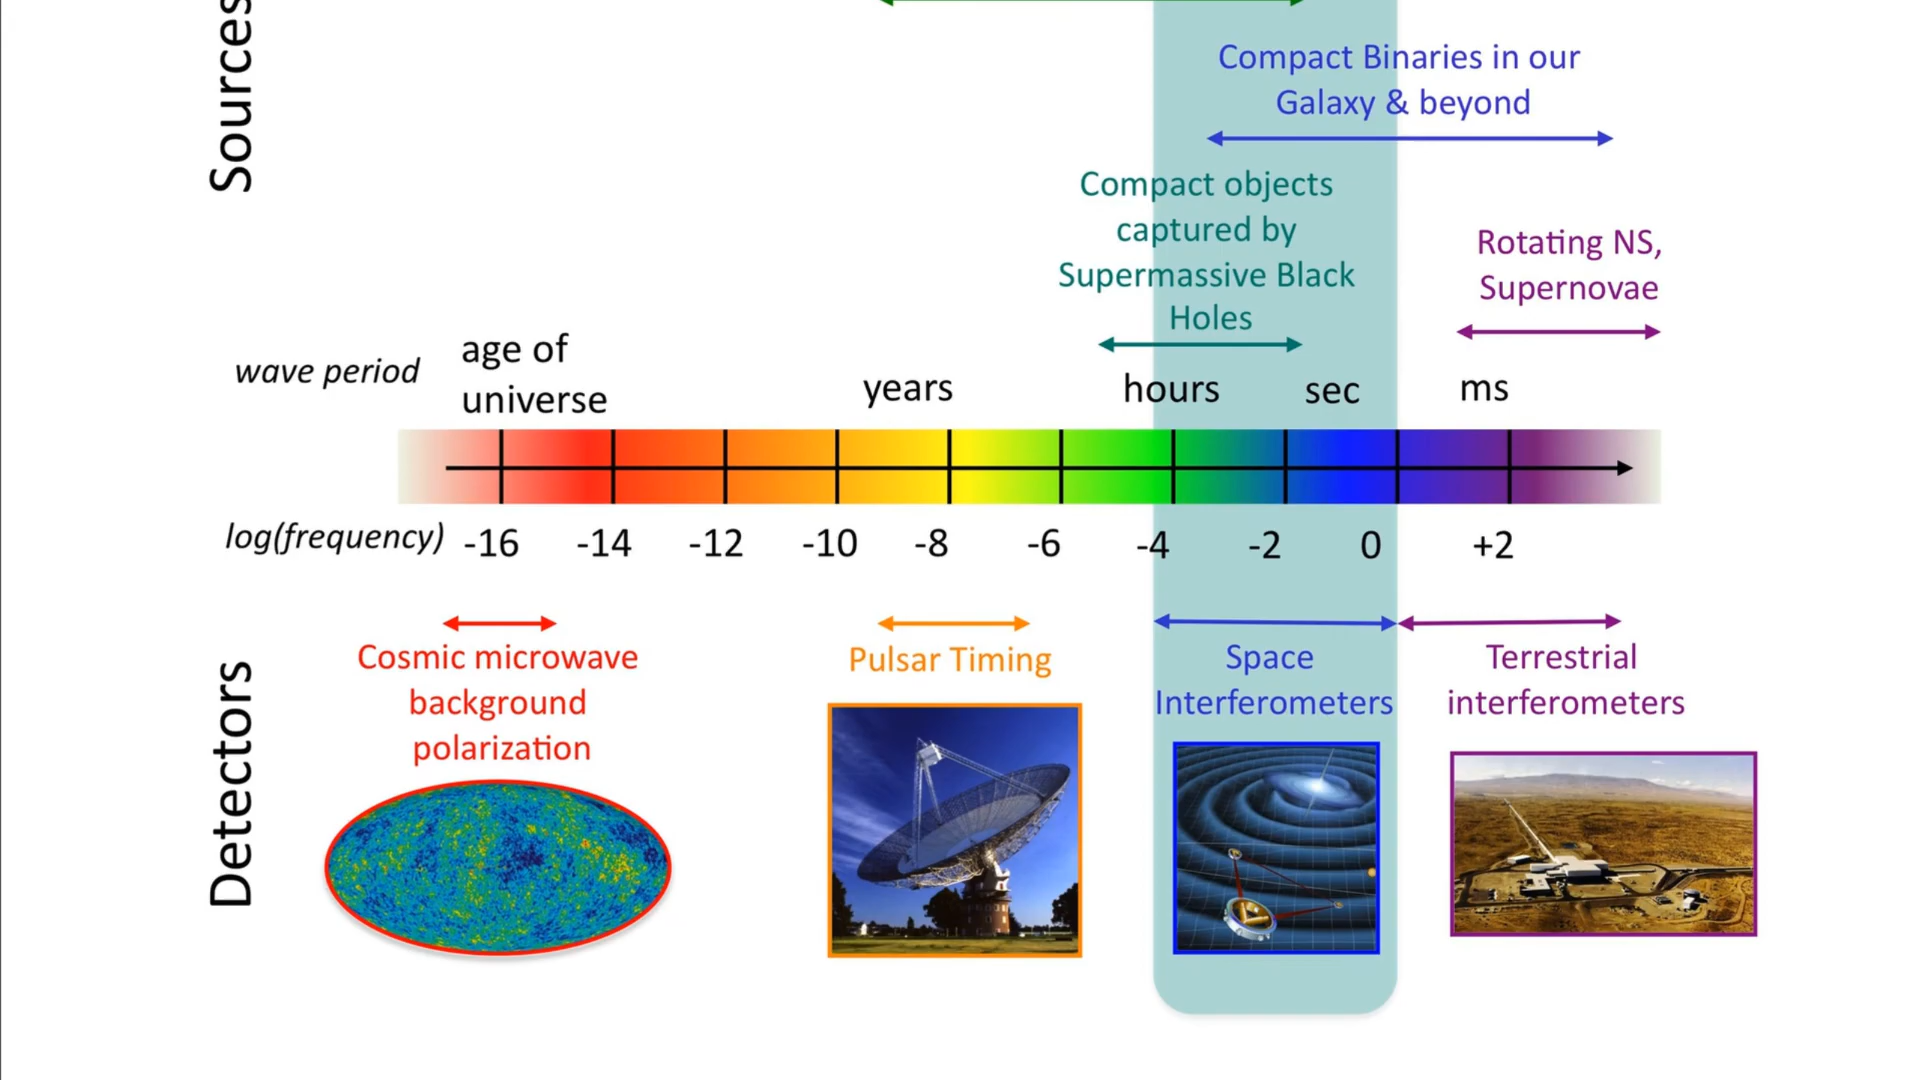 Sources
Compact Binaries in our
Galaxy & beyond
Compact objects
captured by
Supermassive Black
Holes
Rotating NS,
Supernovae
wave period
age of
universe
years
hours
sec
ms
log(frequency)
-16
-14
-12
-10
-8
-6
-4
-2
0
+2
Detectors
Cosmic microwave
background
polarization
Pulsar Timing
Space
Interferometers
Terrestrial
interferometers